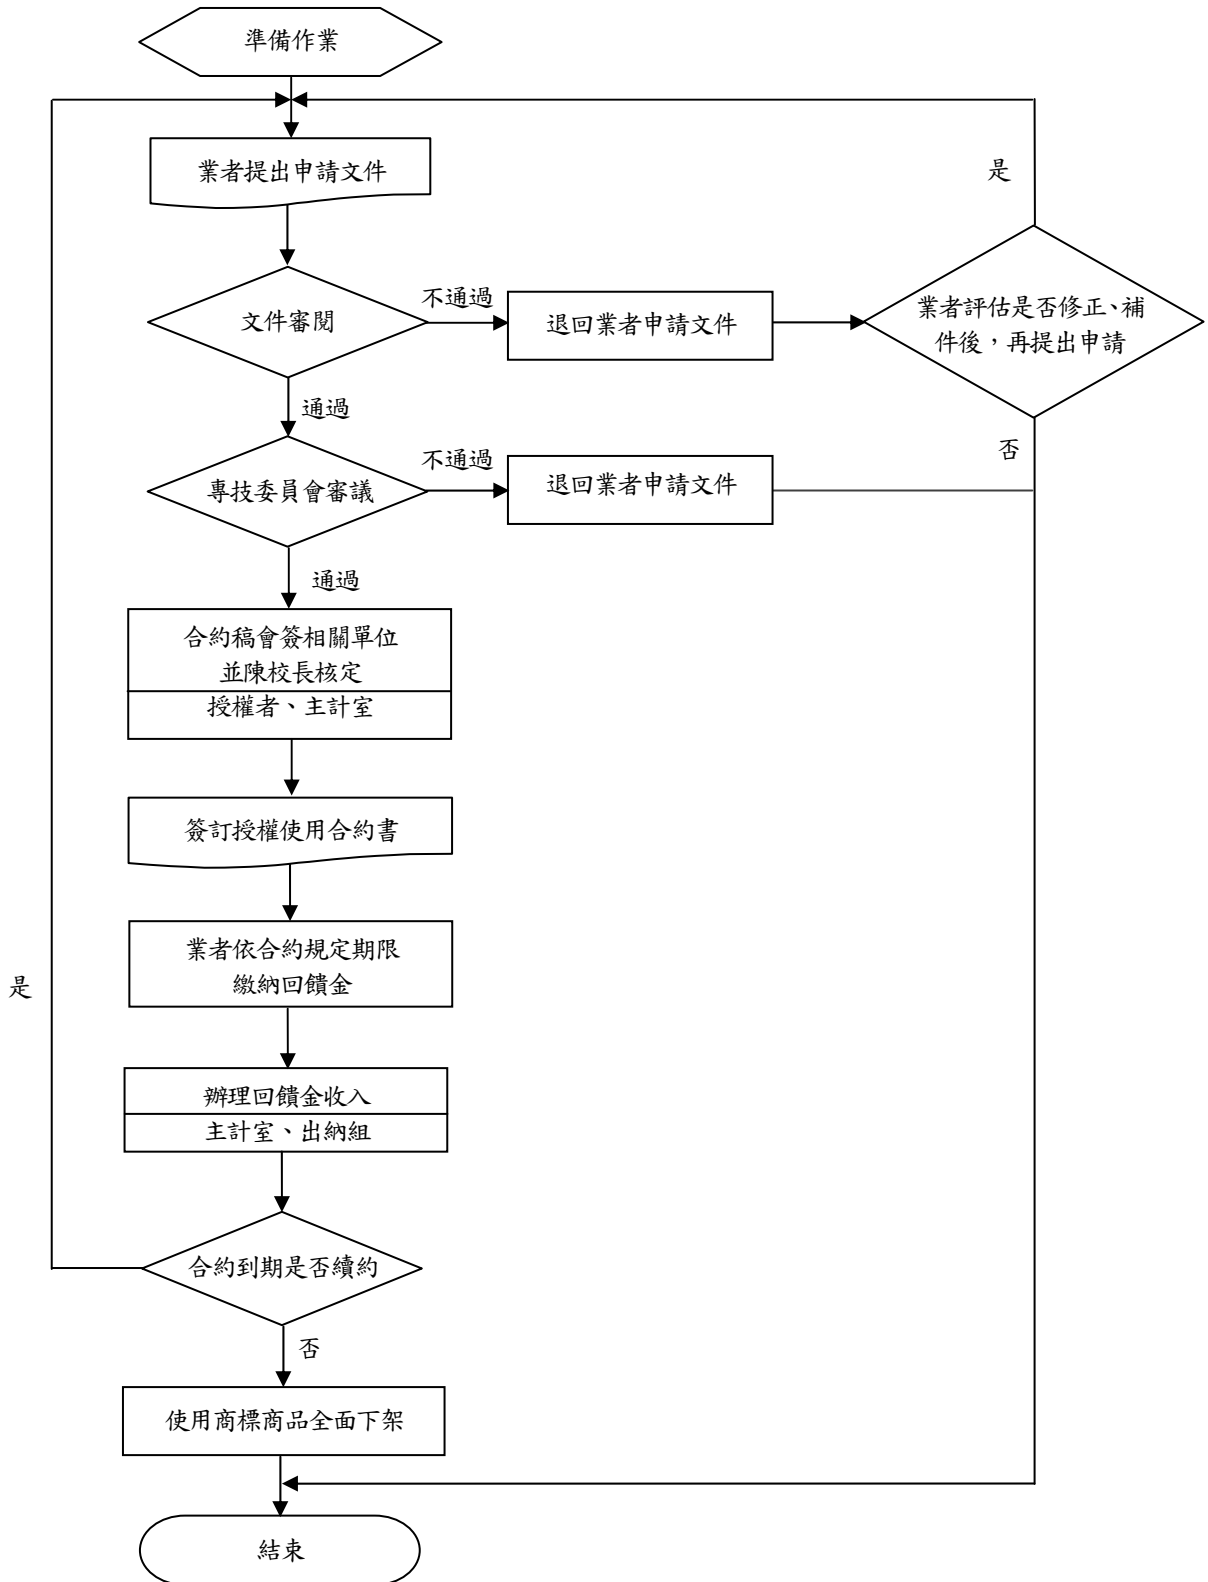 準備作業
業者提出申請文件
是
文件審閱
不通過
退回業者申請文件
業者評估是否修正、補
件後，再提出申請
通過
否
專技委員會審議
不通過
退回業者申請文件
通過
合約稿會簽相關單位
並陳校長核定
授權者、主計室
簽訂授權使用合約書
業者依合約規定期限
繳納回饋金
是
辦理回饋金收入
主計室、出納組
合約到期是否續約
否
使用商標商品全面下架
結束